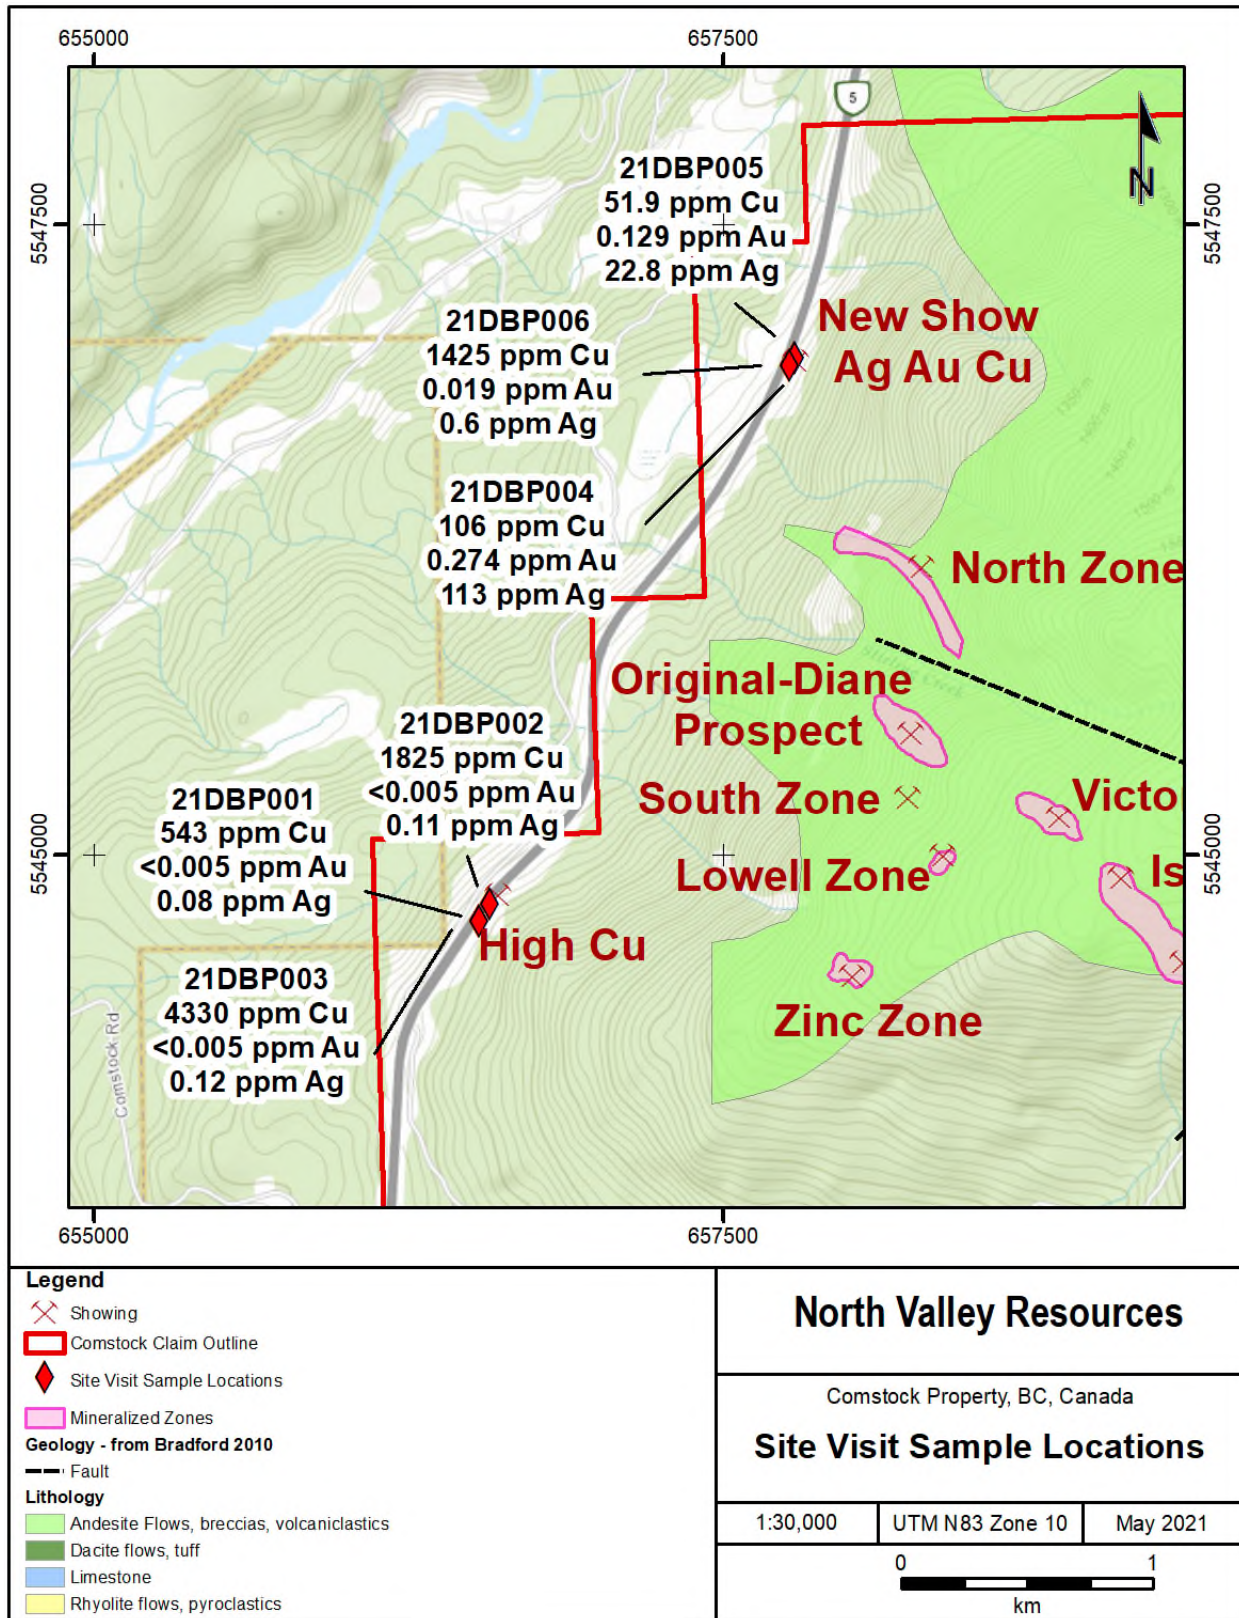 655000
657500
5
5547500
5547500
N
21DBP005
51.9 ppm Cu
0.129 ppm Au
22.8 ppm Ag
New Show
Ag Au Cu
21DBP006
1425 ppm Cu
0.019 ppm Au
0.6 ppm Ag
21DBP004
106 ppm Cu
0.274 ppm Au
113 ppm Ag
North Zone
Original-Diane
Prospect
South Zone
Victo
Lowell Zone
Is
5545000
5545000
21DBP002
1825 ppm Cu
<0.005 ppm Au
0.11 ppm Ag
21DBP001
543 ppm Cu
<0.005 ppm Au
0.08 ppm Ag
High Cu
21DBP003
4330 ppm Cu
<0.005 ppm Au
0.12 ppm Ag
Zinc Zone
Comstock Rd
655000
657500
Legend
Showing
Comstock Claim Outline
Site Visit Sample Locations
Mineralized Zones
Geology - from Bradford 2010
Fault
Lithology
Andesite Flows, breccias, volcaniclastics
Dacite flows, tuff
Limestone
Rhyolite flows, pyroclastics
North Valley Resources
Comstock Property, BC, Canada
Site Visit Sample Locations
1:30,000
UTM N83 Zone 10
May 2021
0 1
km